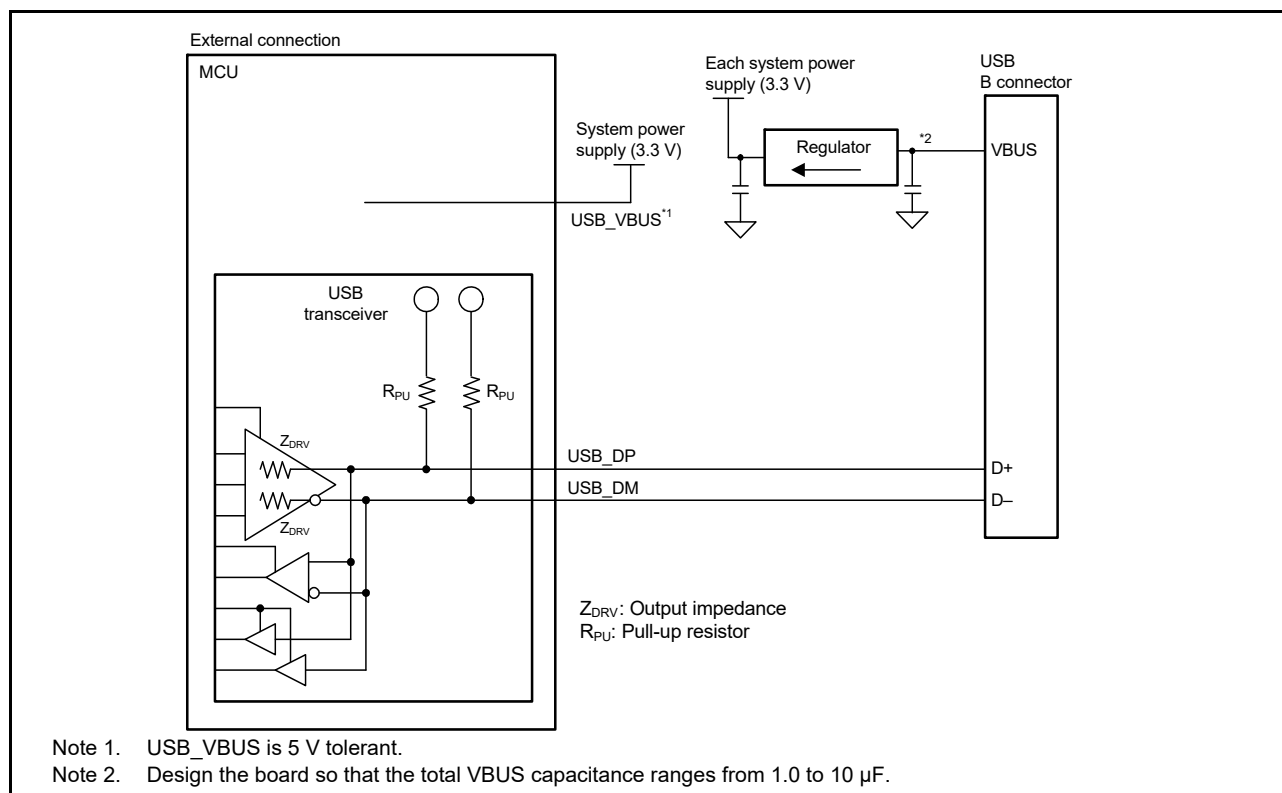 External connection
MCU
Each system power
supply (3.3 V)
USB
B connector
System power
supply (3.3 V)
Regulator
*2
VBUS
USB_VBUS*1
USB
transceiver
RPU
RPU
ZDRV
ZDRV
USB_DP
USB_DM
D+
D–
ZDRV: Output impedance
RPU: Pull-up resistor
Note 1. USB_VBUS is 5 V tolerant.
Note 2. Design the board so that the total VBUS capacitance ranges from 1.0 to 10 µF.